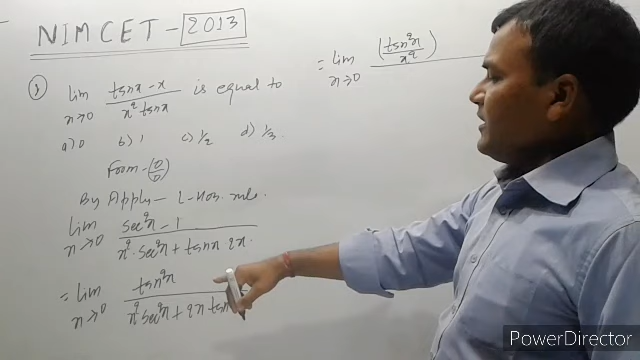 NIMCET - 2013
lim x→0 (tanx - x)/(x² tanx) is equal to
a) 0 b) 1 c) 1/2 d) 1/3.
Form - (0/0)
By Apply - L-Hos. rule.
lim x→0 (sec²x - 1)/(x². sec²x + tanx 2x.
= lim x→0 tan²x/(x² sec²x + 2x tan
= lim x→0 (tan²x/x²)
PowerDirector